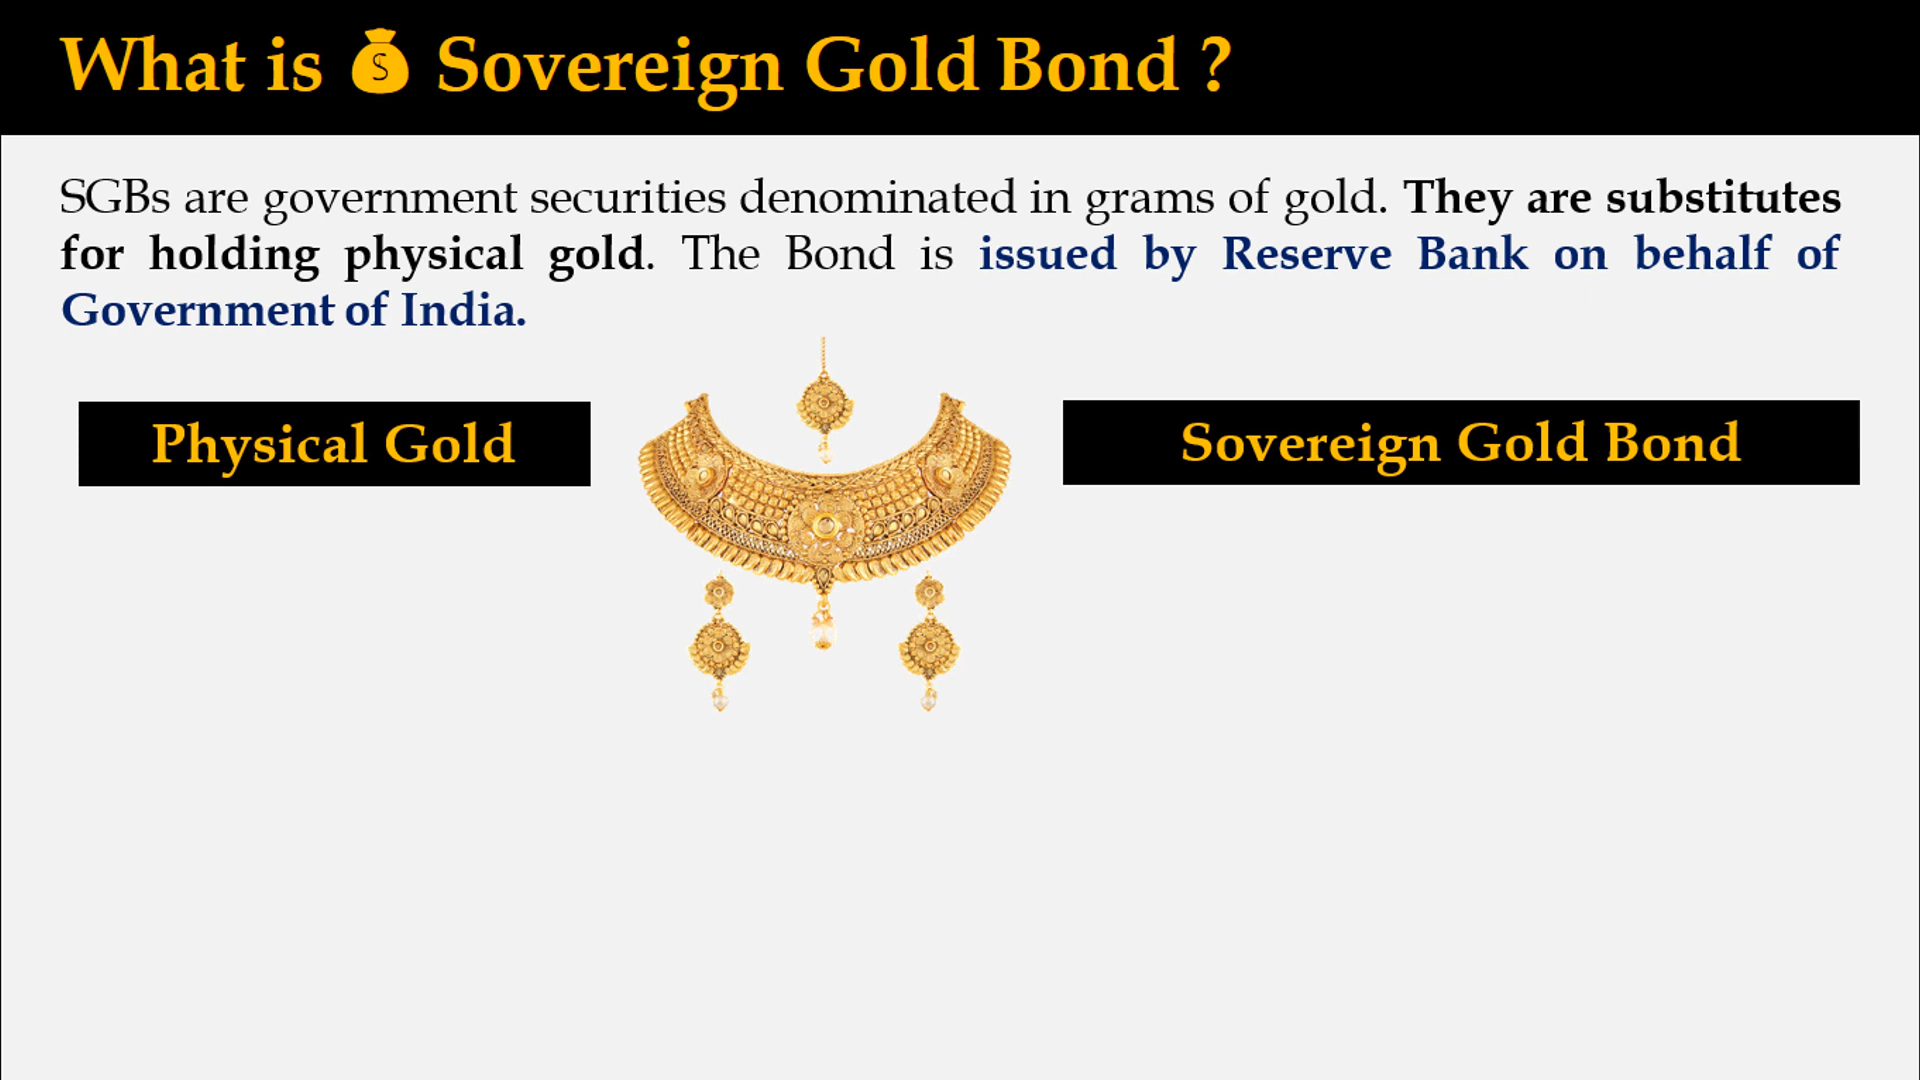 What is $ Sovereign Gold Bond ?
SGBs are government securities denominated in grams of gold. They are substitutes
for holding physical gold. The Bond is issued by Reserve Bank on behalf of
Government of India.
Physical Gold
Sovereign Gold Bond